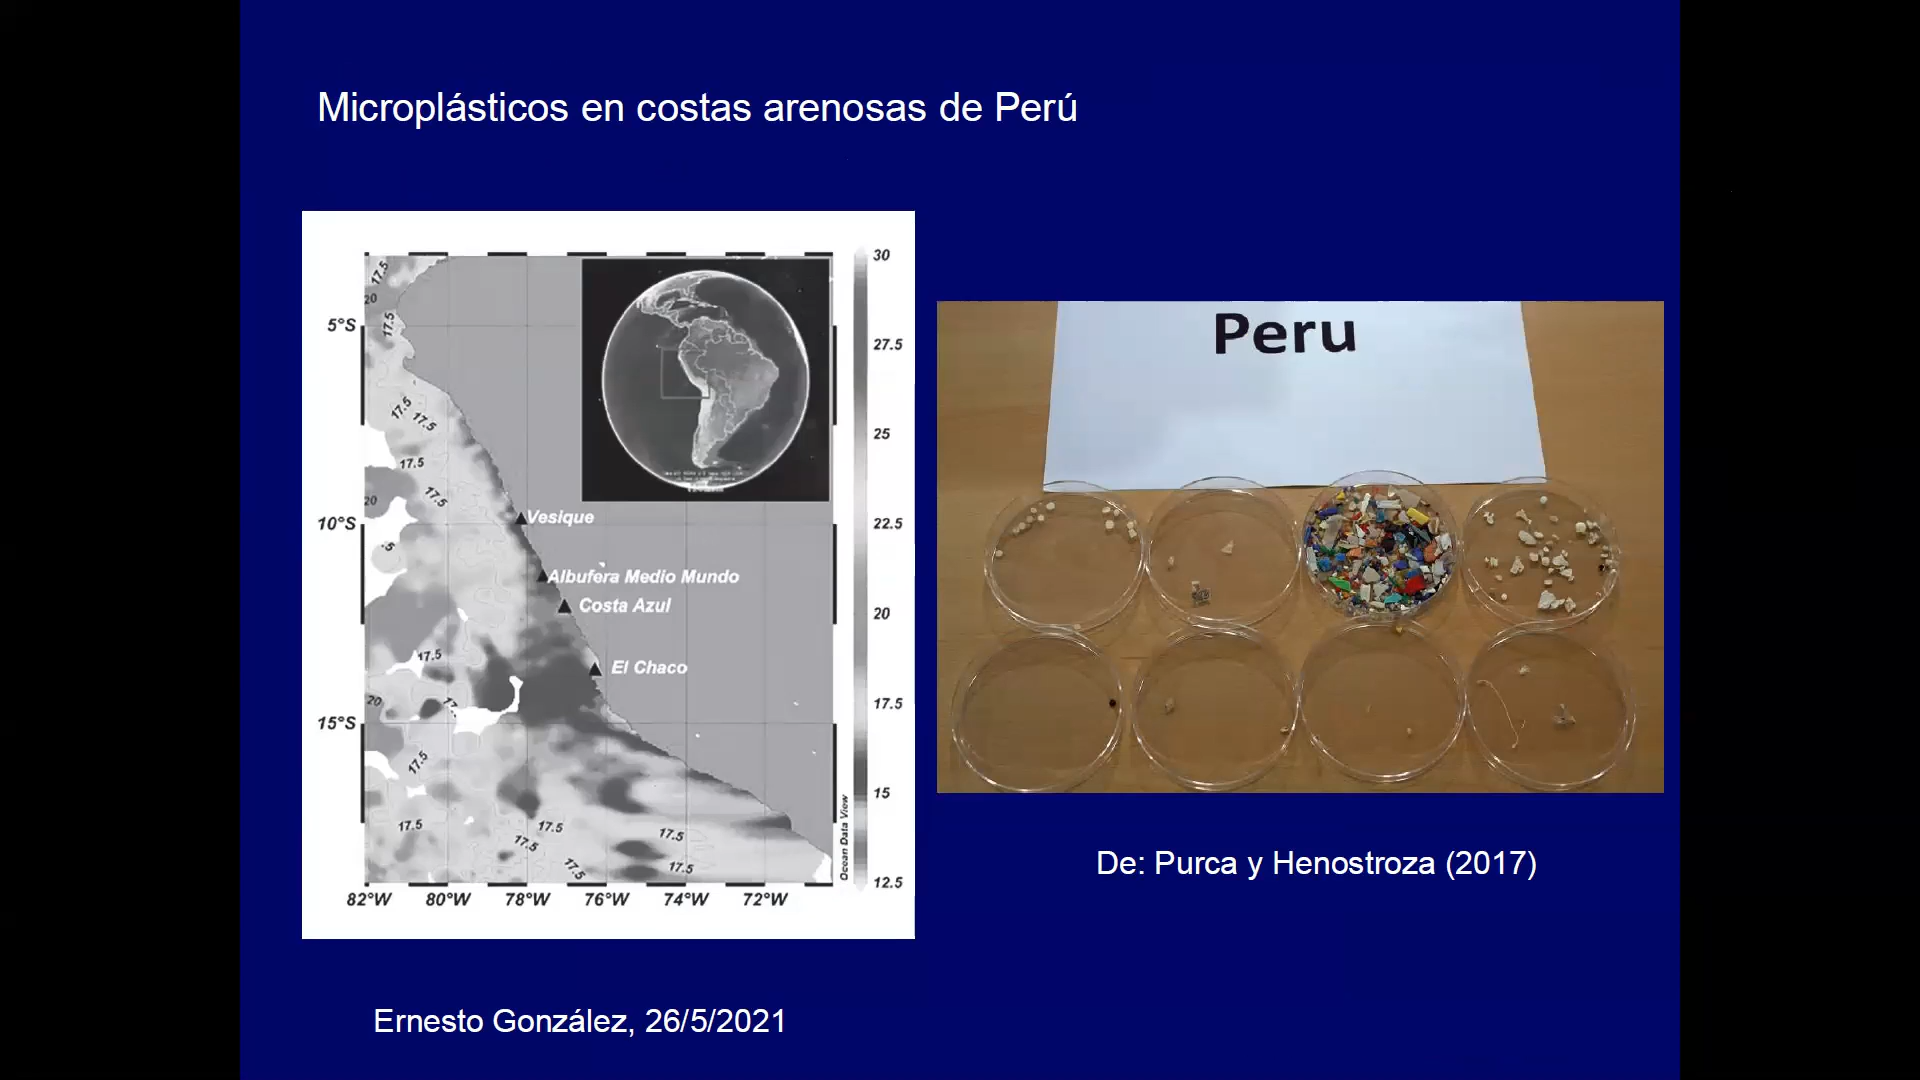 Microplásticos en costas arenosas de Perú
17.5
20
17.5
5°S
17.5
17.5
17.5
20
17.5
10°S
.5
17.5
20
17.
15°S
17.5
17.5
17.5
17.5
17.5
17.5
17.5
82°W 80°W 78°W 76°W 74°W 72°W
Vesique
Albufera Medio Mundo
Costa Azul
El Chaco
30
27.5
25
22.5
20
17.5
15
12.5
Ocean Data View
Peru
De: Purca y Henostroza (2017)
Ernesto González, 26/5/2021